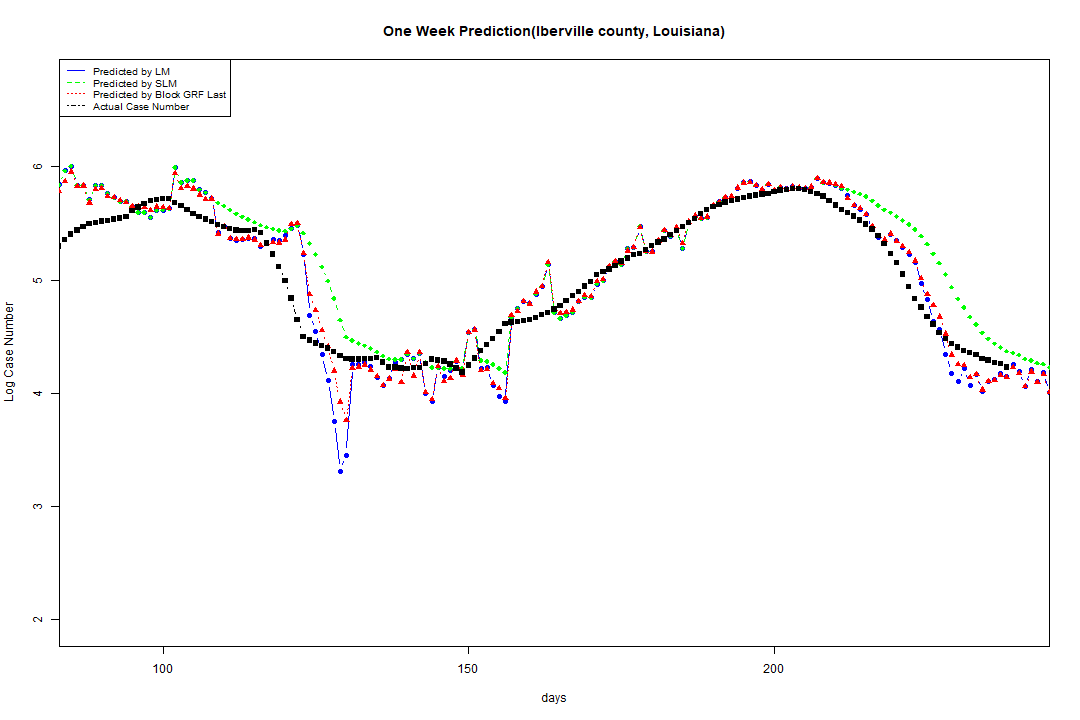 One Week Prediction(Iberville county, Louisiana)
Predicted by LM
Predicted by SLM
Predicted by Block GRF Last
Actual Case Number
6
5
4
3
2
Log Case Number
100 150 200
days